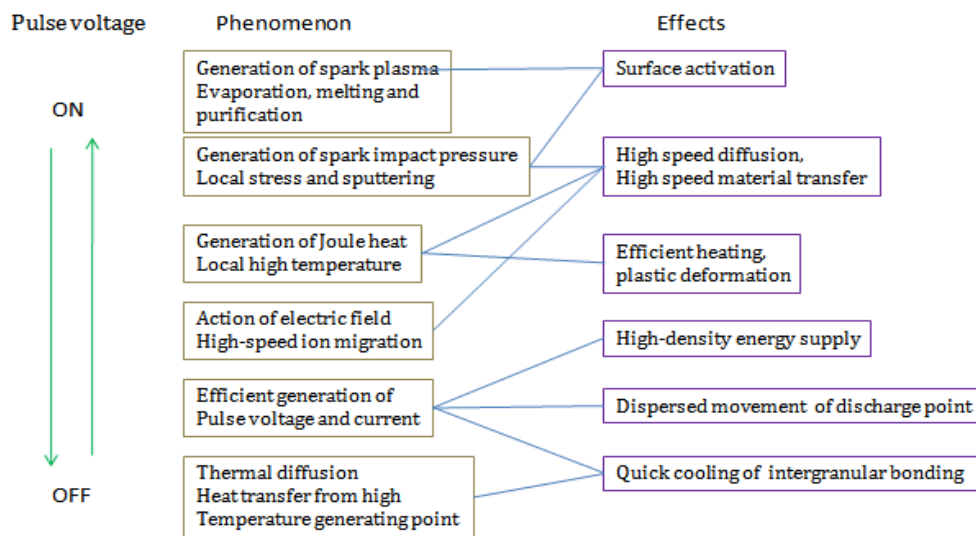 Pulse voltage
Phenomenon
Effects
Generation of spark plasma
Evaporation, melting and
purification
Surface activation
ON
Generation of spark impact pressure
Local stress and sputtering
High speed diffusion,
High speed material transfer
Generation of Joule heat
Local high temperature
Efficient heating,
plastic deformation
Action of electric field
High-speed ion migration
High-density energy supply
Efficient generation of
Pulse voltage and current
Dispersed movement of discharge point
Thermal diffusion
Heat transfer from high
Temperature generating point
Quick cooling of intergranular bonding
OFF